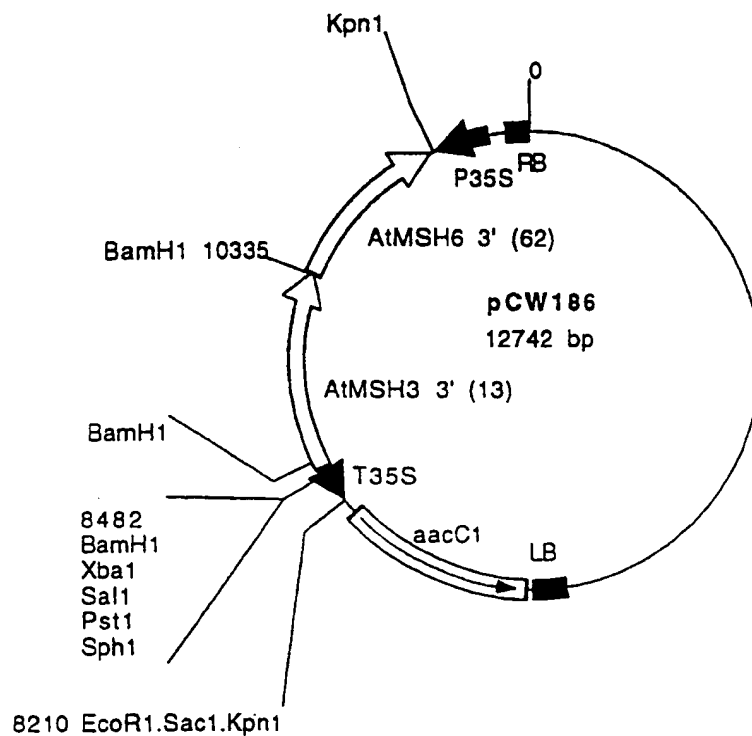 Kpn1
0
P35S
RB
AtMSH6 3' (62)
BamH1 10335
pCW186
12742 bp
AtMSH3 3' (13)
BamH1
T35S
8482
BamH1
Xba1
Sal1
Pst1
Sph1
aacC1
LB
8210 EcoR1.Sac1.Kpn1